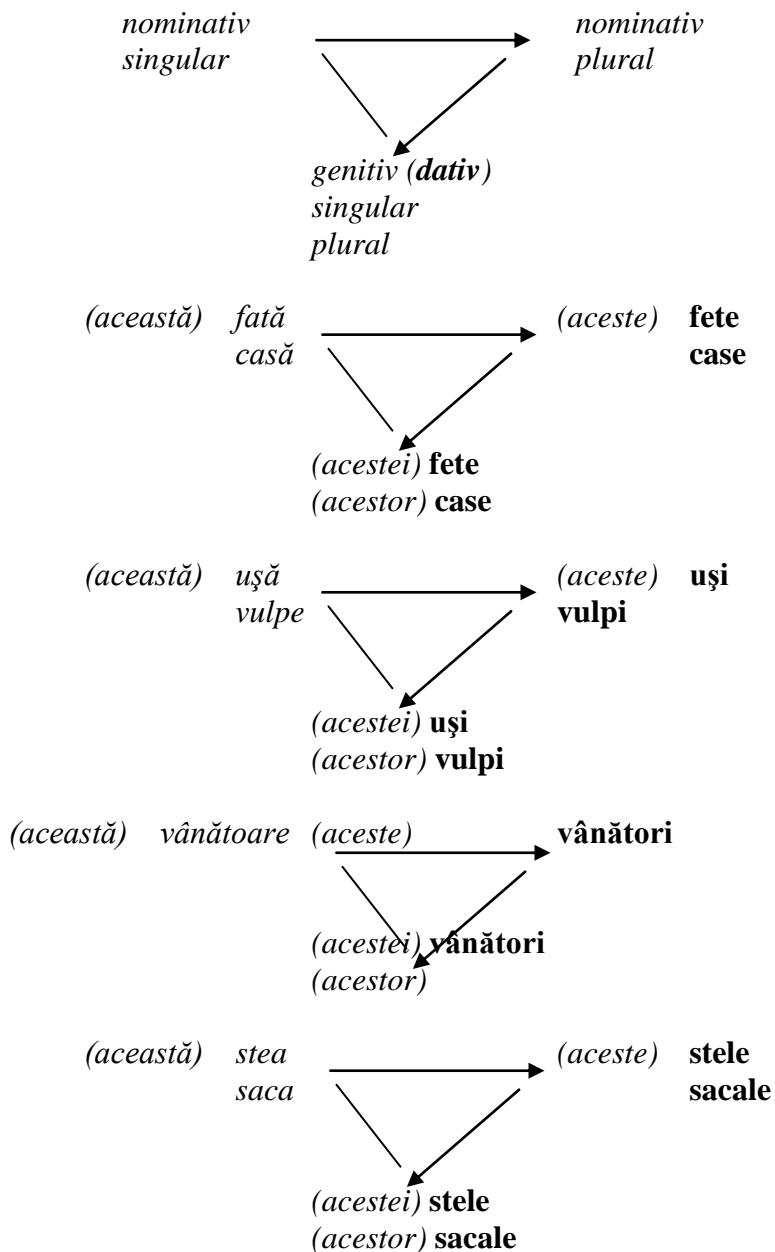 nominativ nominativ
singular plural
genitiv (dativ)
singular
plural
(această) fată (aceste) fete
casă case
(acestei) fete
(acestor) case
(această) uşă (aceste) uşi
vulpe vulpi
(acestei) uşi
(acestor) vulpi
(această) vânătoare (aceste) vânători
(acestei) vânători
(acestor)
(această) stea (aceste) stele
saca sacale
(acestei) stele
(acestor) sacale